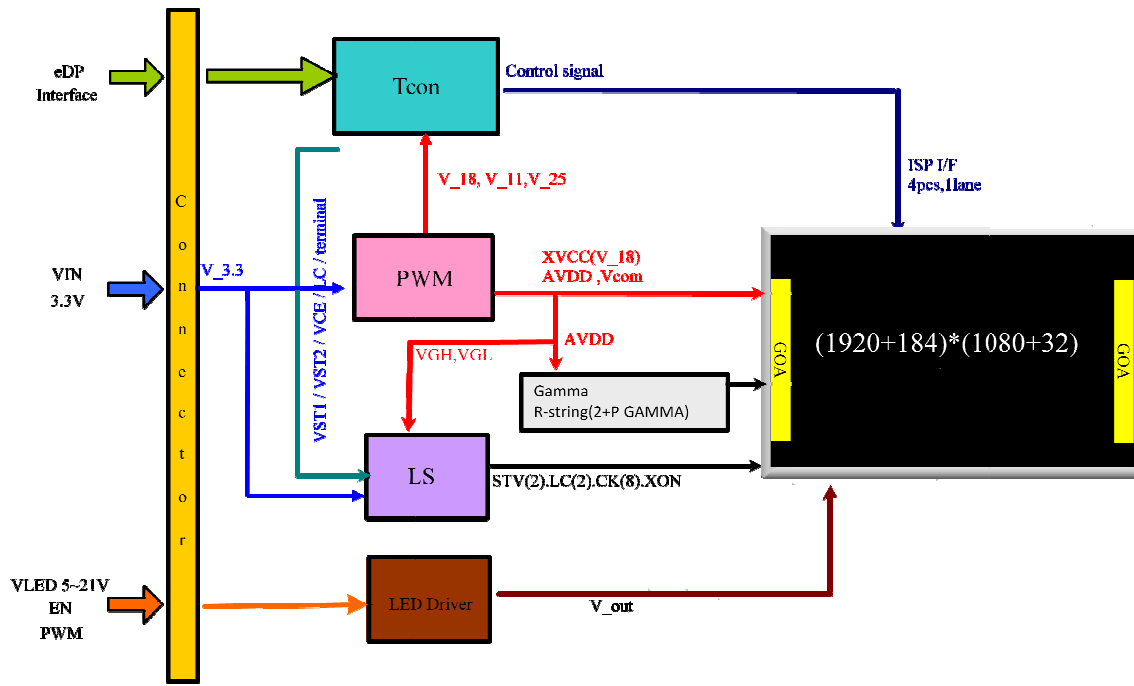 eDP
Interface
Tcon
Control signal
ISP I/F
4pcs,1lane
V_18, V_11,V_25
Connector
VIN
3.3V
V_3.3
VST1 / VST2 / VCE / LC / terminal
PWM
XVCC(V_18)
AVDD ,Vcom
AVDD
VGH,VGL
GOA
(1920+184)*(1080+32)
GOA
Gamma
R-string(2+P GAMMA)
LS
STV(2).LC(2).CK(8).XON
VLED 5~21V
EN
PWM
LED Driver
V_out